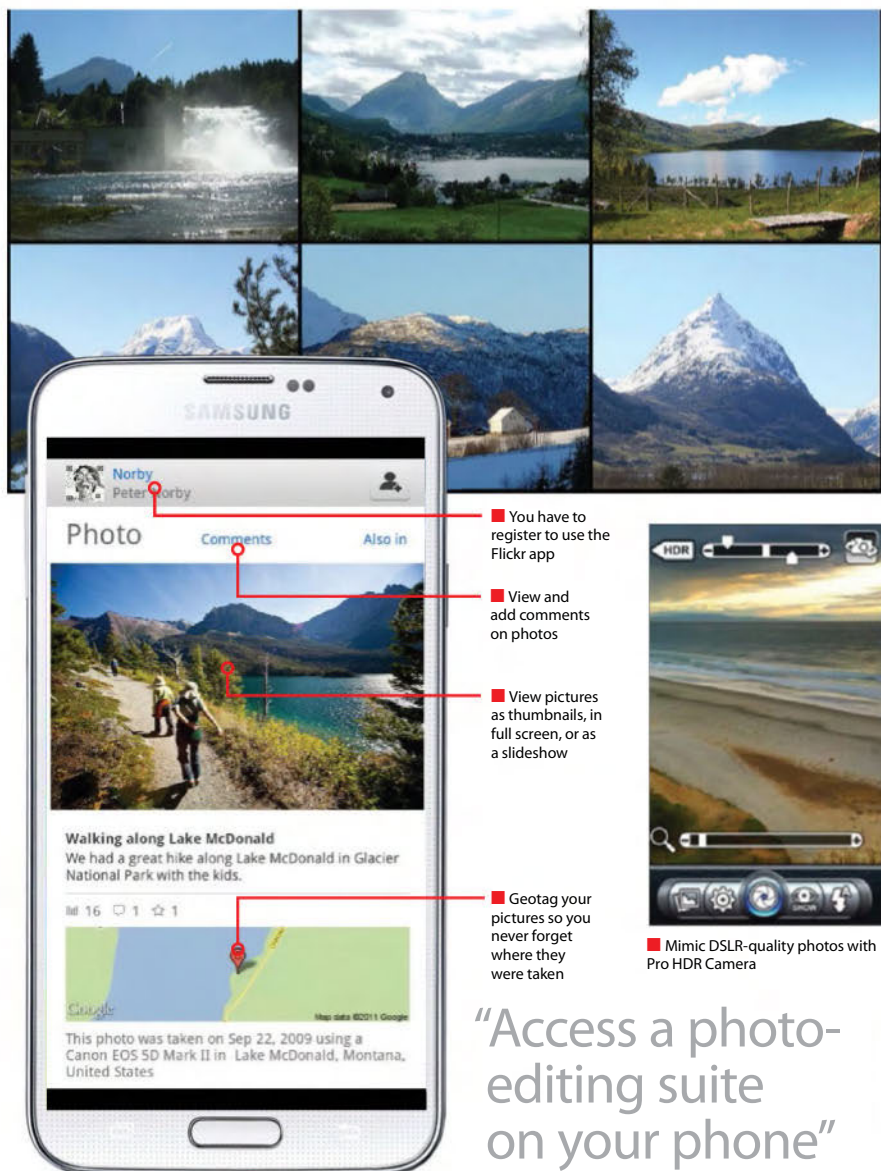 SAMSUNG
Norby
Peter Norby
Photo
Comments
Also in
Walking along Lake McDonald
We had a great hike along Lake McDonald in Glacier
National Park with the kids.
16 1 1
Google
Map data ©2011 Google
This photo was taken on Sep 22, 2009 using a
Canon EOS 5D Mark II in Lake McDonald, Montana,
United States
You have to
register to use the
Flickr app
View and
add comments
on photos
View pictures
as thumbnails, in
full screen, or as
a slideshow
Geotag your
pictures so you
never forget
where they
were taken
HDR
SHOW
Mimic DSLR-quality photos with
Pro HDR Camera
"Access a photo-
editing suite
on your phone"